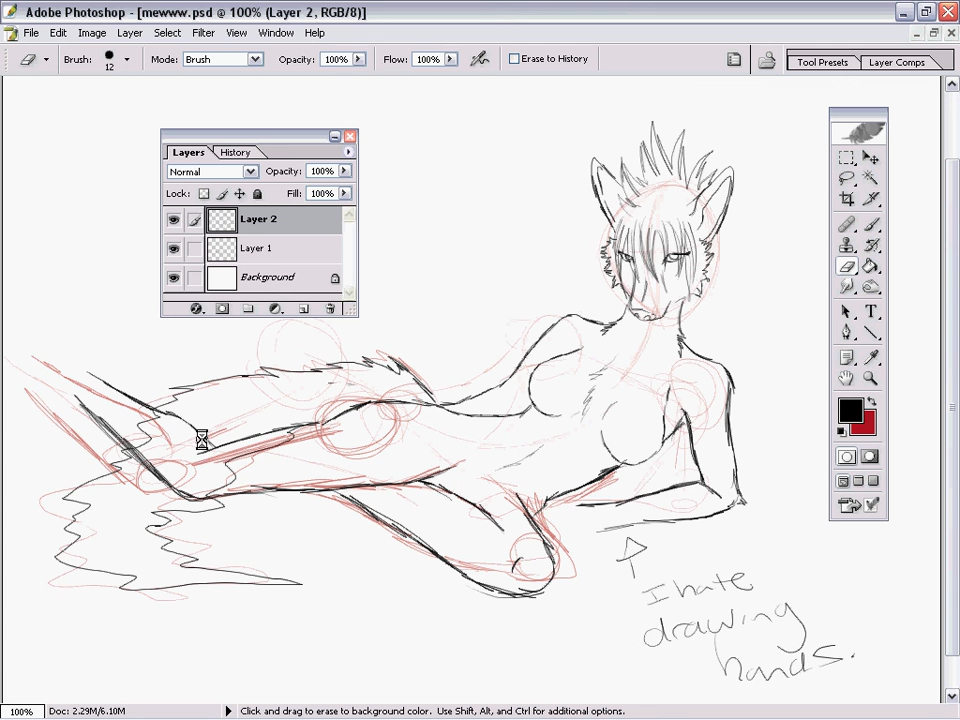 Adobe Photoshop - [mewww.psd @ 100% (Layer 2, RGB/8)]
File Edit Image Layer Select Filter View Window Help
Brush: 12 Mode: Brush Opacity: 100% Flow: 100% Erase to History Tool Presets Layer Comps
Layers History
Normal Opacity: 100%
Lock: Fill: 100%
Layer 2
Layer 1
Background
I hate
drawing
hands.
100% Doc: 2.29M/6.10M Click and drag to erase to background color. Use Shift, Alt, and Ctrl for additional options.